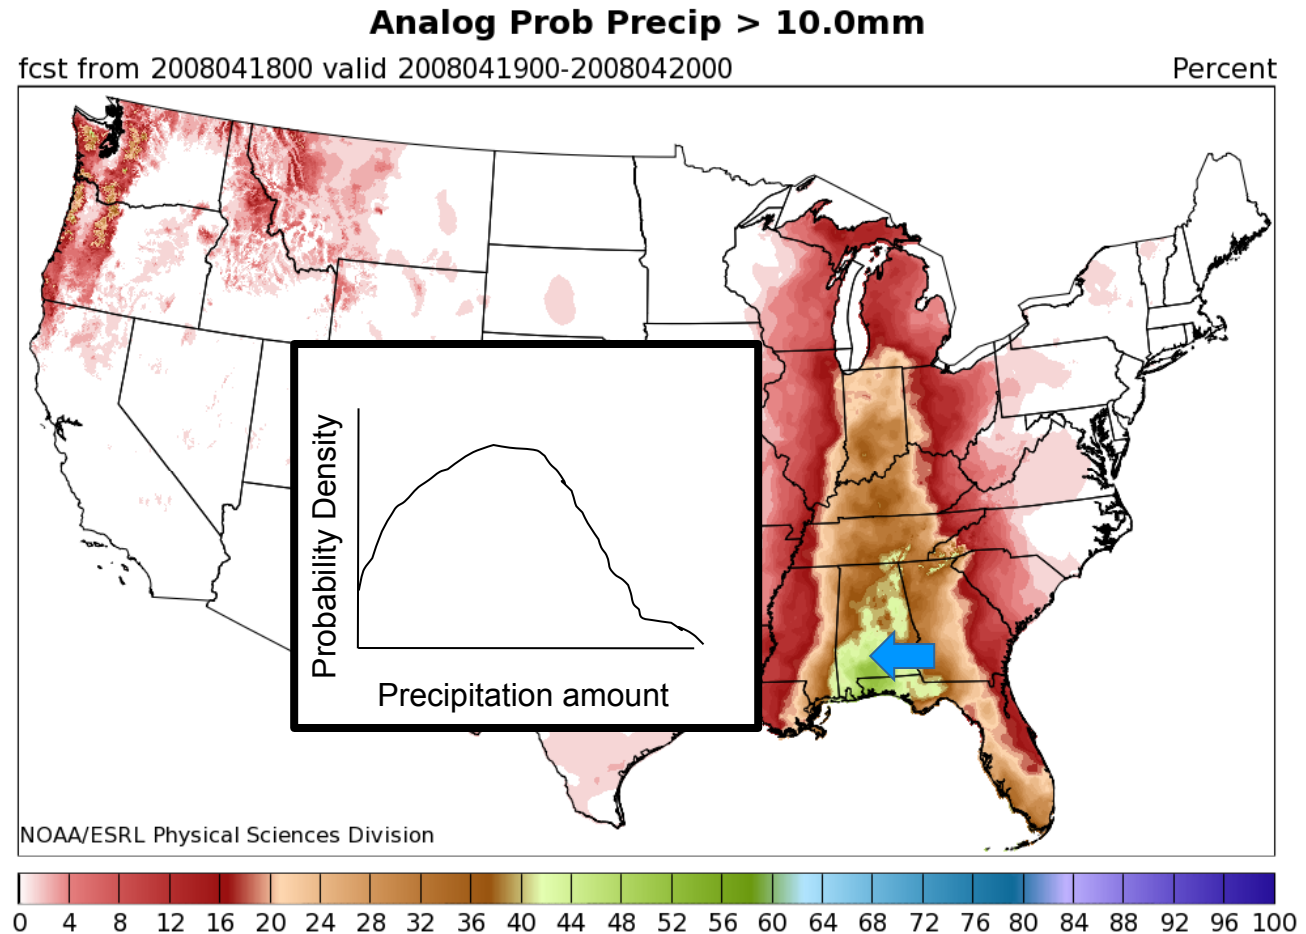 Analog Prob Precip > 10.0mm
fcst from 2008041800 valid 2008041900-2008042000 Percent
Probability Density
Precipitation amount
NOAA/ESRL Physical Sciences Division
0 4 8 12 16 20 24 28 32 36 40 44 48 52 56 60 64 68 72 76 80 84 88 92 96 100